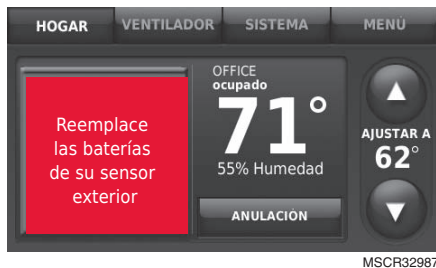 HOGAR VENTILADOR SISTEMA MENÚ
Reemplace
las baterías
de su sensor
exterior
OFFICE
ocupado
71°
55% Humedad
ANULACIÓN
AJUSTAR A
62°
MSCR32987